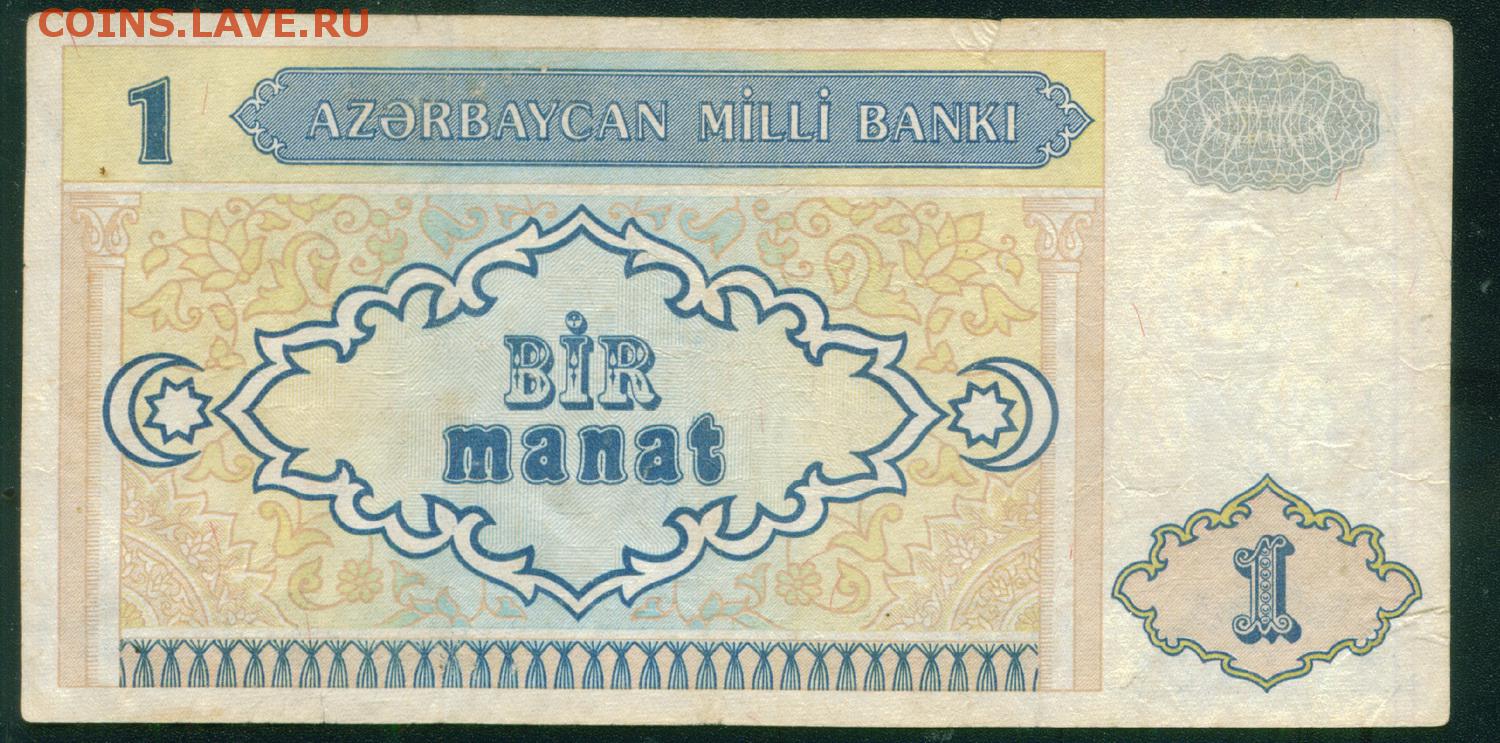 COINS.LAVE.RU
1
AZƏRBAYCAN MİLLİ BANKI
BİR
manat
1